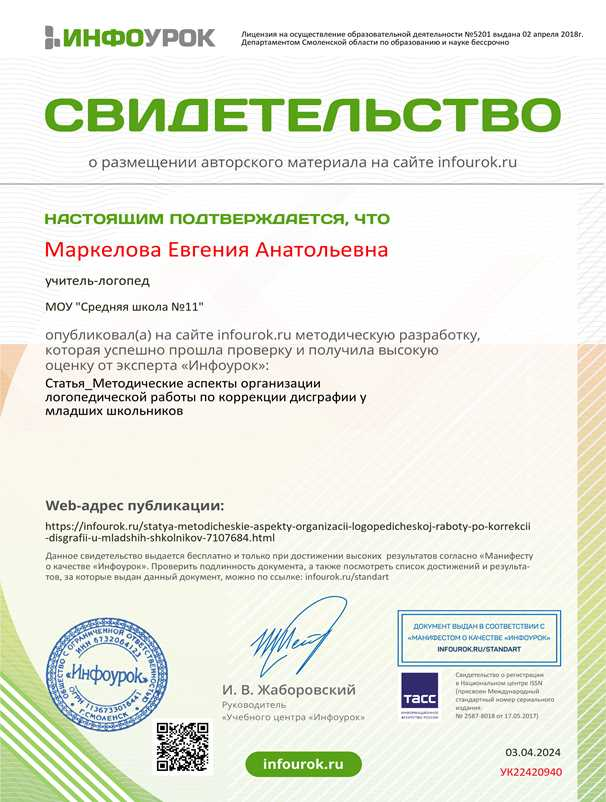 ИНФОУРОК
Лицензия на осуществление образовательной деятельности №5201 выдана 02 апреля 2018г.
Департаментом Смоленской области по образованию и науке бессрочно
СВИДЕТЕЛЬСТВО
о размещении авторского материала на сайте infourok.ru
НАСТОЯЩИМ ПОДТВЕРЖДАЕТСЯ, ЧТО
Маркелова Евгения Анатольевна
учитель-логопед
МОУ "Средняя школа №11"
опубликовал(а) на сайте infourok.ru методическую разработку,
которая успешно прошла проверку и получила высокую
оценку от эксперта «Инфоурок»:
Статья_Методические аспекты организации
логопедической работы по коррекции дисграфии у
младших школьников
Web-адрес публикации:
https://infourok.ru/statya-metodicheskie-aspekty-organizacii-logopedicheskoj-raboty-po-korrekcii
-disgrafii-u-mladshih-shkolnikov-7107684.html
Данное свидетельство выдается бесплатно и только при достижении высоких результатов согласно «Манифесту
о качестве «Инфоурок». Проверить подлинность документа, а также посмотреть список достижений и результа-
тов, за которые выдан данный документ, можно по ссылке: infourok.ru/standart
ОБЩЕСТВО С ОГРАНИЧЕННОЙ ОТВЕТСТВЕННОСТЬЮ
ИНН 6732064123
«Инфоурок»
ОГРН 1136733016441
Г.СМОЛЕНСК
И. В. Жаборовский
Руководитель
«Учебного центра «Инфоурок»
ДОКУМЕНТ ВЫДАН В СООТВЕТСТВИИ С
«МАНИФЕСТОМ О КАЧЕСТВЕ «ИНФОУРОК»
INFOUROK.RU/STANDART
ТАСС
ИНФОРМАЦИОННОЕ
АГЕНТСТВО РОССИИ
Свидетельство о регистрации
в Национальном центре ISSN
(присвоен Международный
стандартный номер сериального
издания:
№ 2587-8018 от 17.05.2017)
infourok.ru
03.04.2024
УК22420940